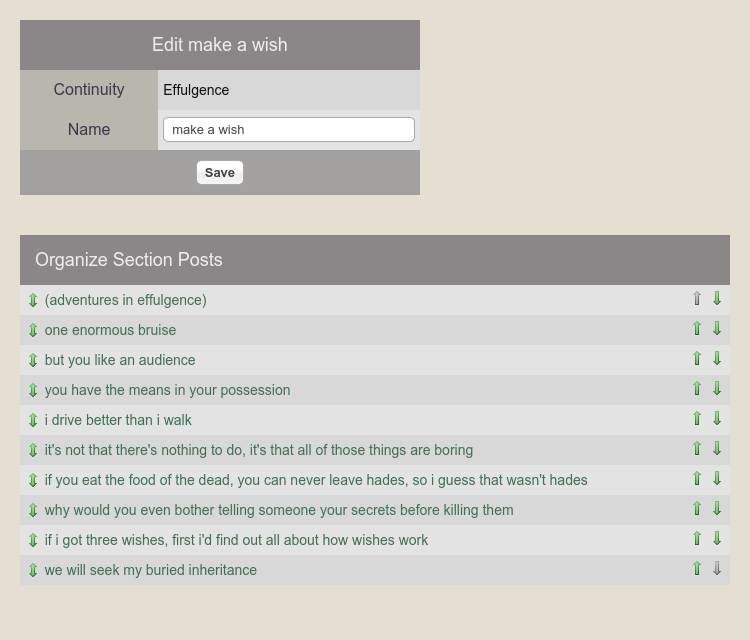 Edit make a wish
Continuity
Effulgence
Name
make a wish
Save
Organize Section Posts
(adventures in effulgence)
one enormous bruise
but you like an audience
you have the means in your possession
i drive better than i walk
it's not that there's nothing to do, it's that all of those things are boring
if you eat the food of the dead, you can never leave hades, so i guess that wasn't hades
why would you even bother telling someone your secrets before killing them
if i got three wishes, first i'd find out all about how wishes work
we will seek my buried inheritance